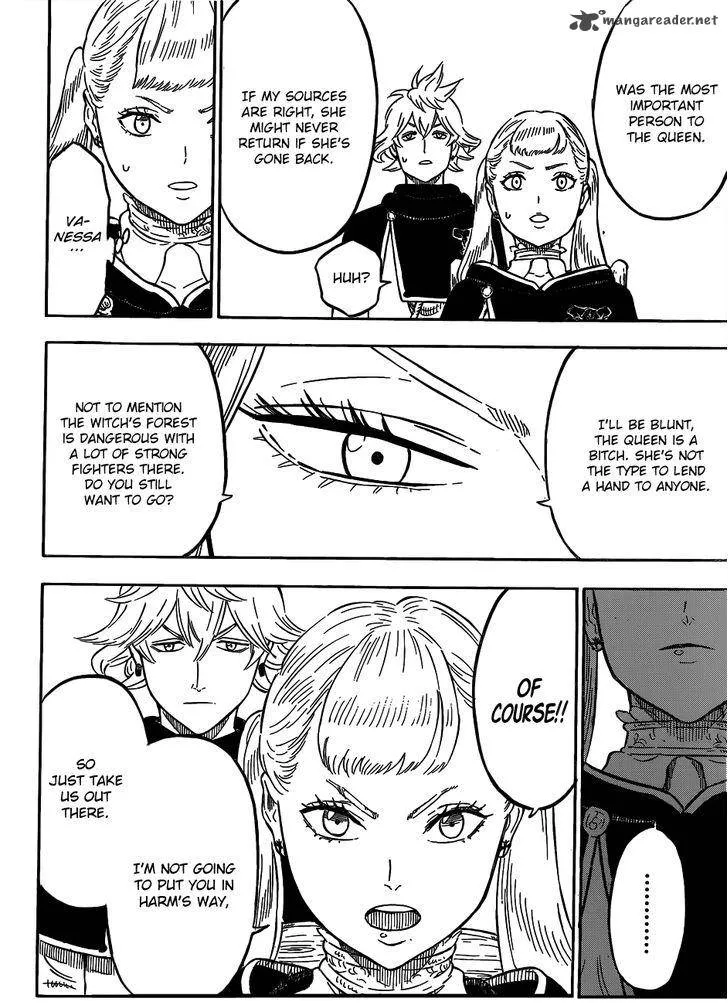 mangareader.net
WAS THE MOST
IMPORTANT
PERSON TO
THE QUEEN.
HUH?
IF MY SOURCES
ARE RIGHT, SHE
MIGHT NEVER
RETURN IF SHE'S
GONE BACK.
VA-
NESSA
...
I'LL BE BLUNT,
THE QUEEN IS A
BITCH. SHE'S NOT
THE TYPE TO LEND
A HAND TO ANYONE.
NOT TO MENTION
THE WITCH'S FOREST
IS DANGEROUS WITH
A LOT OF STRONG
FIGHTERS THERE.
DO YOU STILL
WANT TO GO?
.........
OF
COURSE!!
I'M NOT GOING
TO PUT YOU IN
HARM'S WAY,
SO
JUST TAKE
US OUT
THERE.